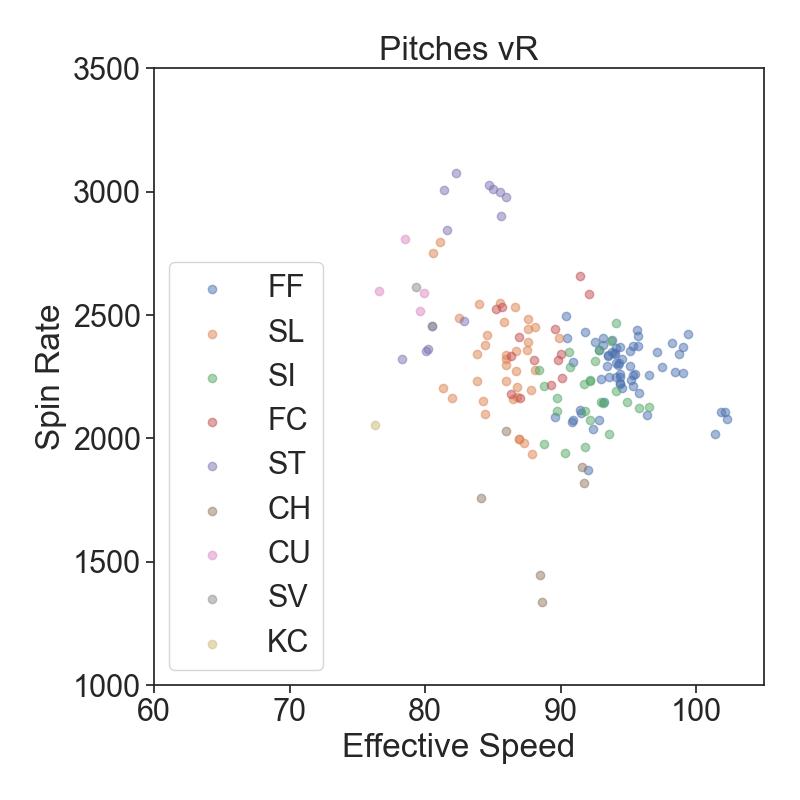 Pitches vR
3500
3000
2500
2000
1500
1000
Spin Rate
FF
SL
SI
FC
ST
CH
CU
SV
KC
60 70 80 90 100
Effective Speed